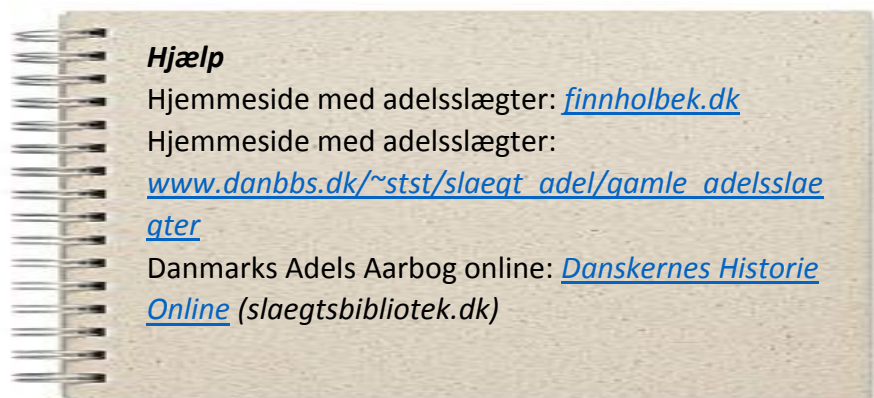 Hjælp
Hjemmeside med adelsslægter: finnholbek.dk
Hjemmeside med adelsslægter:
www.danbbs.dk/~stst/slaegt_adel/gamle_adelsslae
gter
Danmarks Adels Aarbog online: Danskernes Historie
Online (slaegtsbibliotek.dk)